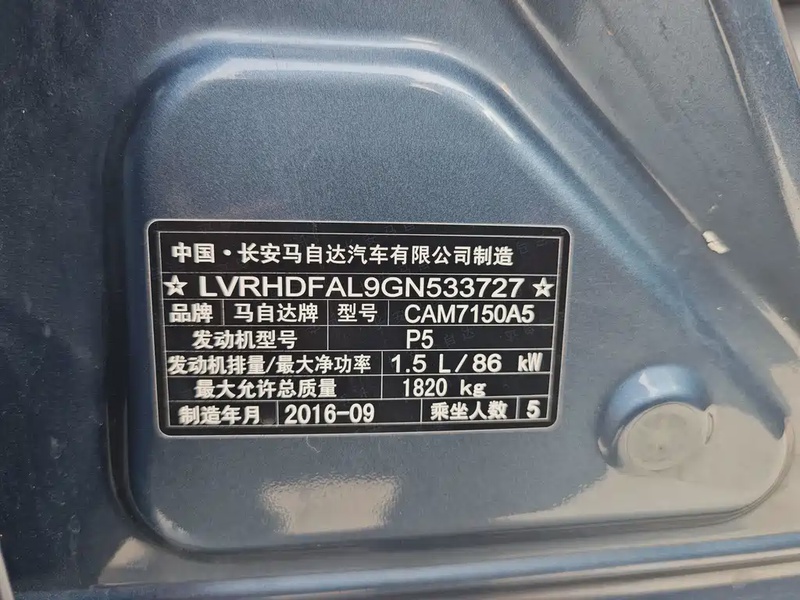 中国·长安马自达汽车有限公司制造
☆ LVRHDFAL9GN533727 ☆
品牌 马自达牌 型号 CAM7150A5
发动机型号 P5
发动机排量/最大净功率 1.5 L/86 kW
最大允许总质量 1820 kg
制造年月 2016-09 乘坐人数 5